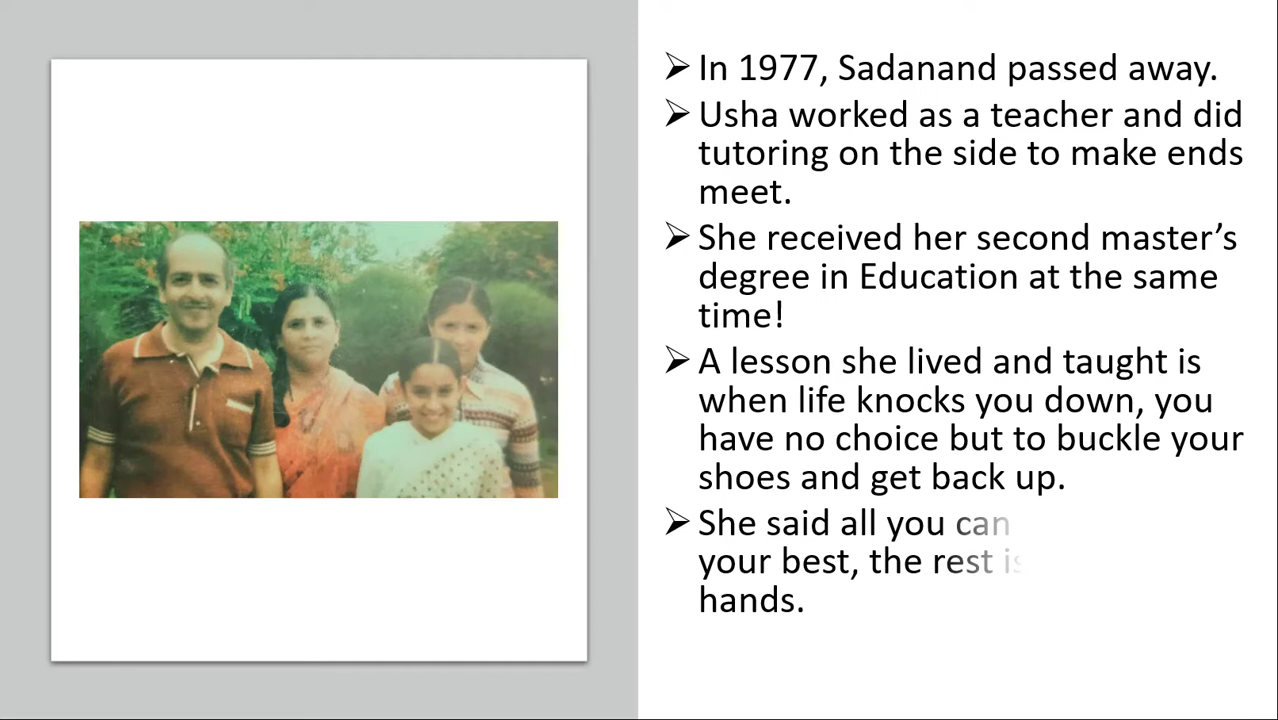 ➢ In 1977, Sadanand passed away.
➢ Usha worked as a teacher and did
tutoring on the side to make ends
meet.
➢ She received her second master’s
degree in Education at the same
time!
➢ A lesson she lived and taught is
when life knocks you down, you
have no choice but to buckle your
shoes and get back up.
➢ She said all you can
your best, the rest is
hands.